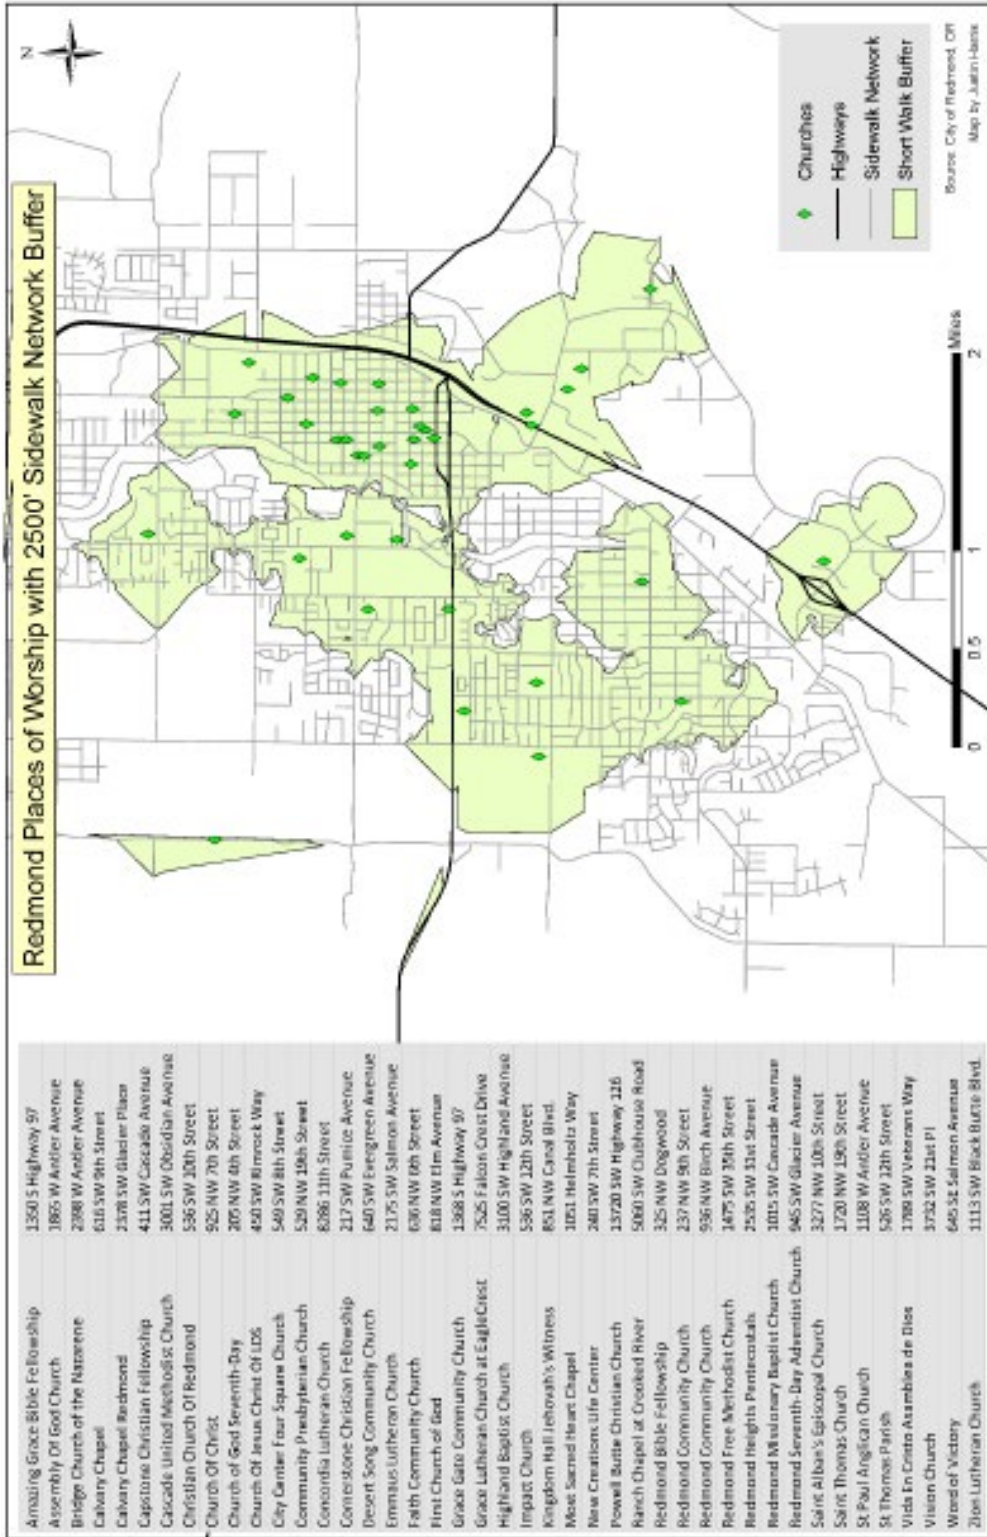 Redmond Places of Worship with 2500' Sidewalk Network Buffer
N
Amazing Grace Bible Fellowship 1350 S Highway 97
Assembly Of God Church 1865 W Antler Avenue
Bridge Church of the Nazarene 2398 W Antler Avenue
Calvary Chapel 616 SW 9th Street
Calvary Chapel Redmond 2378 SW Glacier Place
Capstone Christian Fellowship 411 SW Cascade Avenue
Cascade United Methodist Church 3001 SW Obsidian Avenue
Christian Church Of Redmond 536 SW 10th Street
Church Of Christ 925 NW 7th Street
Church of God Seventh-Day 205 NW 4th Street
Church Of Jesus Christ Of LDS 450 SW Rimrock Way
City Center Four Square Church 549 SW 8th Street
Community Presbyterian Church 529 NW 19th Street
Concordia Lutheran Church 8286 11th Street
Cornerstone Christian Fellowship 217 SW Pumice Avenue
Desert Song Community Church 640 SW Evergreen Avenue
Emmaus Lutheran Church 2175 SW Salmon Avenue
Faith Community Church 636 NW 6th Street
First Church of God 818 NW Elm Avenue
Grace Gate Community Church 1368 S Highway 97
Grace Lutheran Church at EagleCrest 7525 Falcon Crest Drive
Highland Baptist Church 3100 SW Highland Avenue
Impact Church 536 SW 12th Street
Kingdom Hall Jehovah's Witness 851 NW Canal Blvd.
Most Sacred Heart Chapel 1051 Helmholtz Way
New Creations Life Center 240 SW 7th Street
Powell Butte Christian Church 13720 SW Highway 126
Ranch Chapel at Crooked River 5060 SW Clubhouse Road
Redmond Bible Fellowship 325 NW Dogwood
Redmond Community Church 237 NW 9th Street
Redmond Community Church 936 NW Birch Avenue
Redmond Free Methodist Church 1475 SW 35th Street
Redmond Heights Pentecostals 2535 SW 31st Street
Redmond Missionary Baptist Church 1015 SW Cascade Avenue
Redmond Seventh-Day Adventist Church 945 SW Glacier Avenue
Saint Alban's Episcopal Church 3277 NW 10th Street
Saint Thomas Church 1720 NW 19th Street
St Paul Anglican Church 1108 W Antler Avenue
St Thomas Parish 526 SW 12th Street
Vida En Cristo Asamblea de Dios 1789 SW Veterans Way
Vision Church 3732 SW 21st Pl
Word of Victory 645 SE Salmon Avenue
Zion Lutheran Church 1113 SW Black Butte Blvd.
0 0.5 1 2
Miles
Churches
Highways
Sidewalk Network
Short Walk Buffer
Source: City of Redmond, OR
Map by Justin